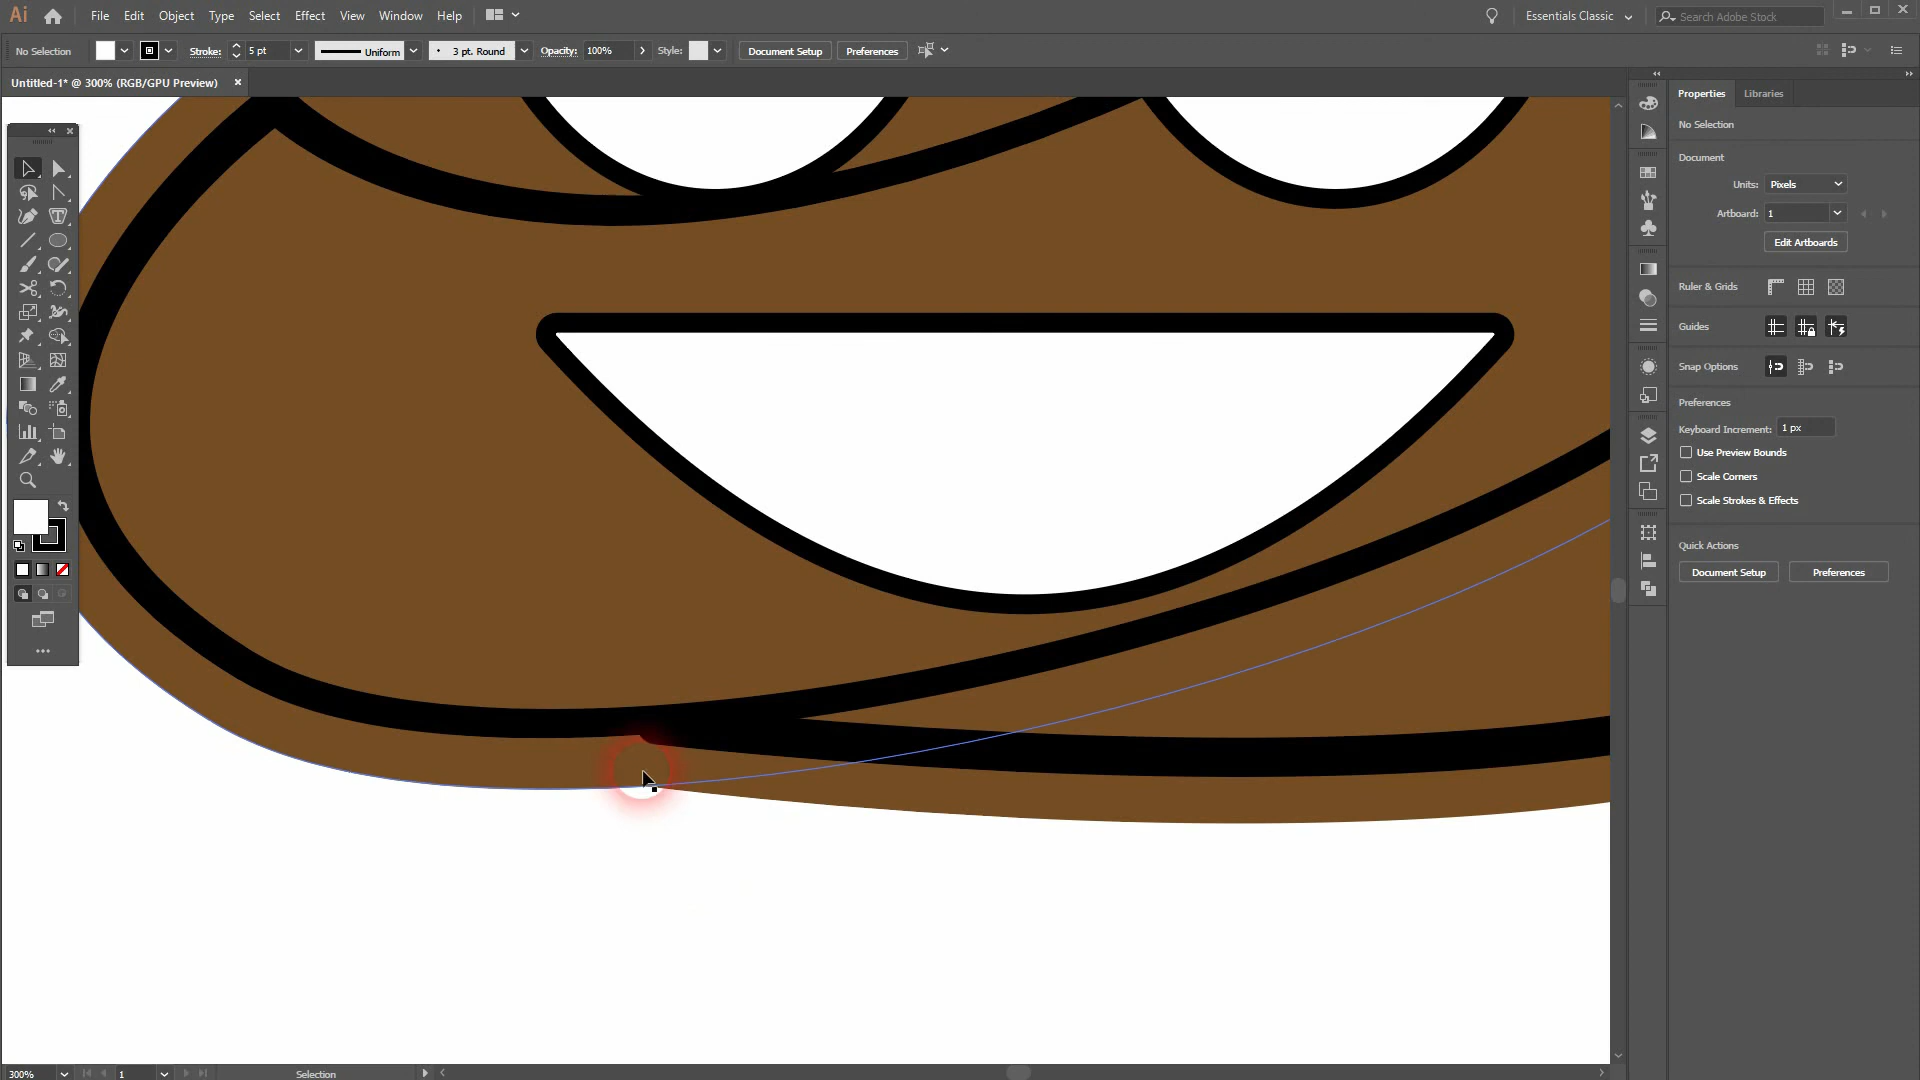 Ai File Edit Object Type Select Effect View Window Help Essentials Classic Search Adobe Stock
No Selection Stroke: 5 pt Uniform 3 pt. Round Opacity: 100% Style: Document Setup Preferences
Untitled-1* @ 300% (RGB/GPU Preview)
Properties Libraries
No Selection
Document
Units: Pixels
Artboard: 1
Edit Artboards
Ruler & Grids
Guides
Snap Options
Preferences
Keyboard Increment: 1 px
Use Preview Bounds
Scale Corners
Scale Strokes & Effects
Quick Actions
Document Setup Preferences
300% 1 Selection